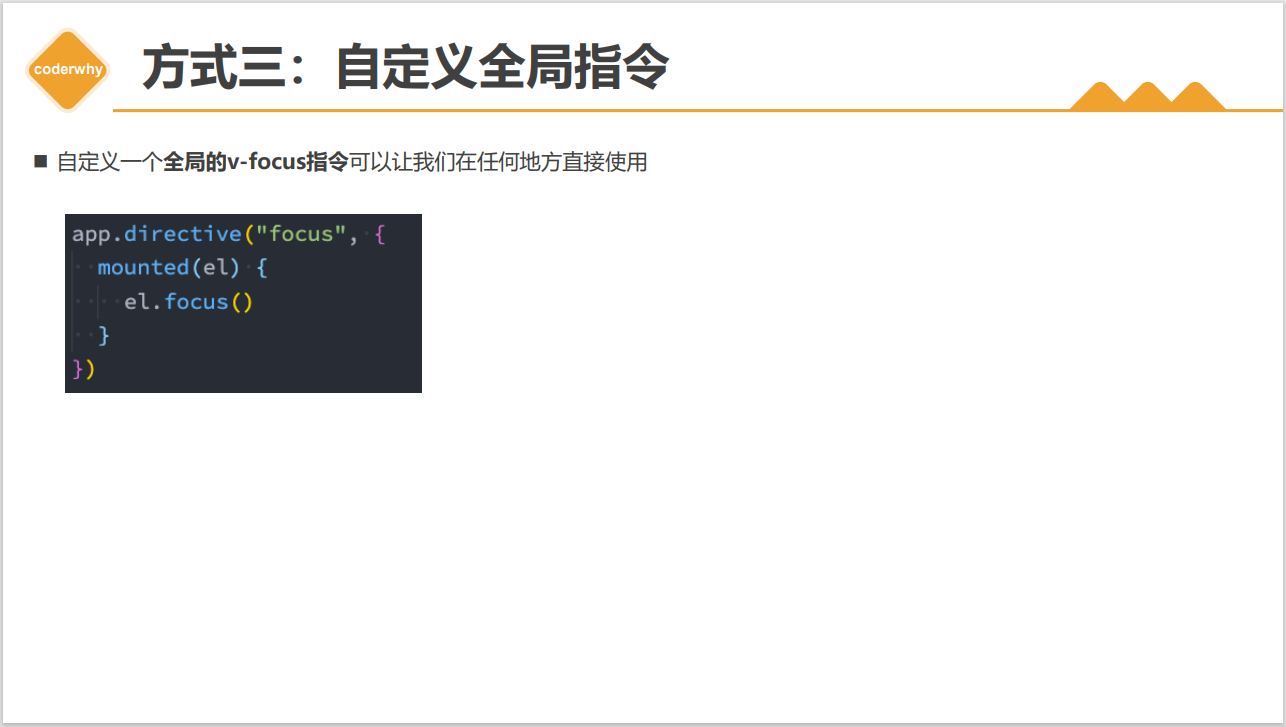 coderwhy
方式三：自定义全局指令
自定义一个全局的v-focus指令可以让我们在任何地方直接使用
app.directive("focus", {
  mounted(el) {
    el.focus()
  }
})